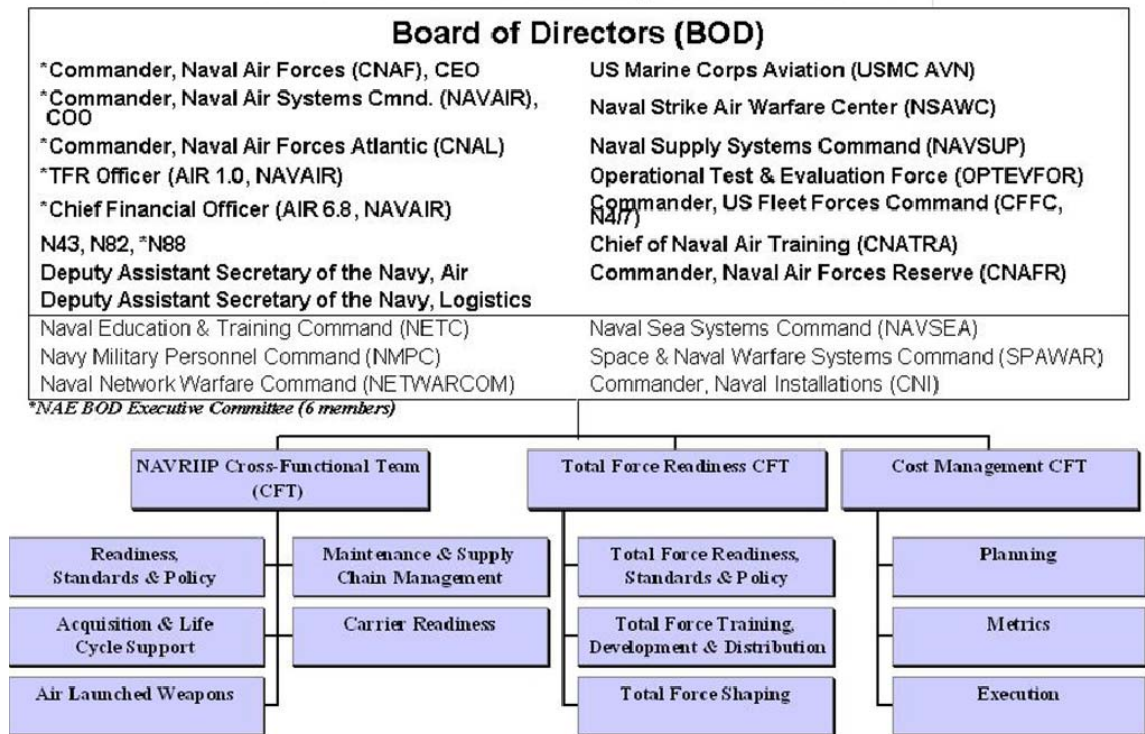 Board of Directors (BOD)
*Commander, Naval Air Forces (CNAF), CEO
*Commander, Naval Air Systems Cmnd. (NAVAIR),
COO
*Commander, Naval Air Forces Atlantic (CNAL)
*TFR Officer (AIR 1.0, NAVAIR)
*Chief Financial Officer (AIR 6.8, NAVAIR)
N43, N82, *N88
Deputy Assistant Secretary of the Navy, Air
Deputy Assistant Secretary of the Navy, Logistics
US Marine Corps Aviation (USMC AVN)
Naval Strike Air Warfare Center (NSAWC)
Naval Supply Systems Command (NAVSUP)
Operational Test & Evaluation Force (OPTEVFOR)
Commander, US Fleet Forces Command (CFFC,
N4/7)
Chief of Naval Air Training (CNATRA)
Commander, Naval Air Forces Reserve (CNAFR)
Naval Education & Training Command (NETC)
Navy Military Personnel Command (NMPC)
Naval Network Warfare Command (NETWARCOM)
Naval Sea Systems Command (NAVSEA)
Space & Naval Warfare Systems Command (SPAWAR)
Commander, Naval Installations (CNI)
*NAE BOD Executive Committee (6 members)
NAVRIIP Cross-Functional Team
(CFT)
Readiness,
Standards & Policy
Maintenance & Supply
Chain Management
Acquisition & Life
Cycle Support
Carrier Readiness
Air Launched Weapons
Total Force Readiness CFT
Total Force Readiness,
Standards & Policy
Total Force Training,
Development & Distribution
Total Force Shaping
Cost Management CFT
Planning
Metrics
Execution